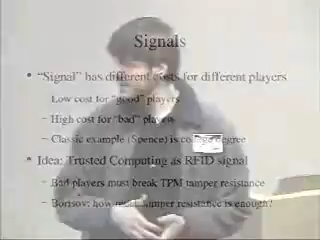 Signals
• "Signal" has different costs for different players
– Low cost for "good" players
– High cost for "bad" players
– Classic example (Spence) is college degree
• Idea: Trusted Computing as RFID signal
– Bad players must break TPM tamper resistance
– Borisov: how much tamper resistance is enough?